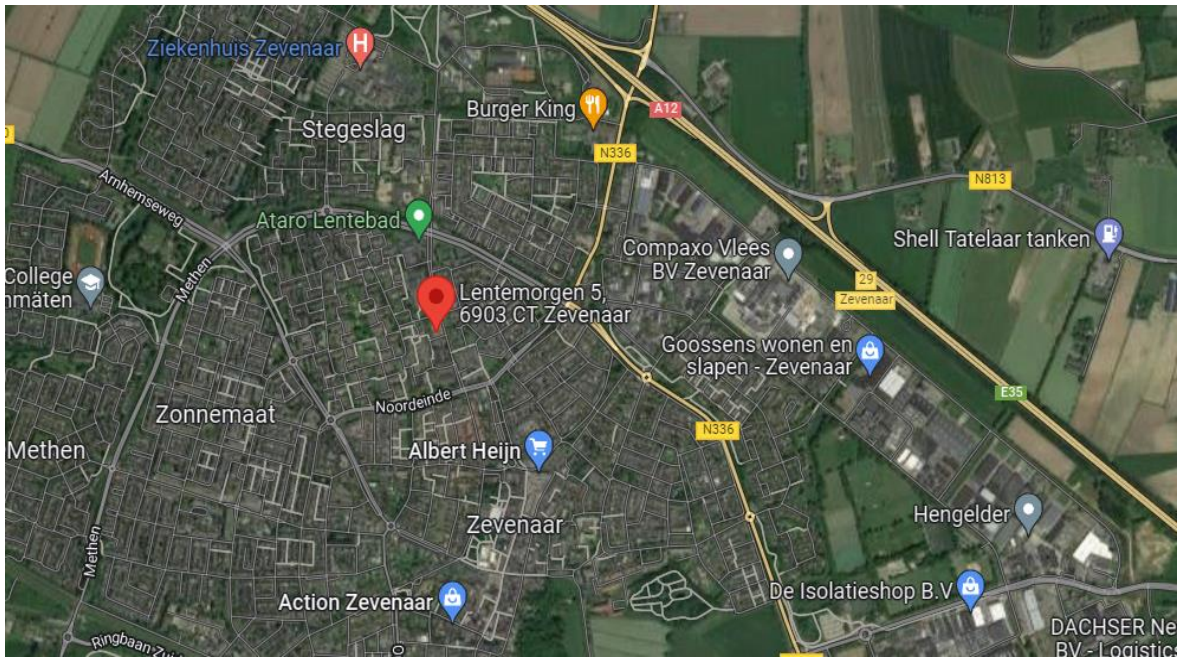 Ziekenhuis Zevenaar
H
Burger King
A12
Stegeslag
N336
N813
Arnhemseweg
Ataro Lentebad
Compaxo Vlees
BV Zevenaar
Shell Tatelaar tanken
College
nmäten
Methen
29
Zevenaar
Lentemorgen 5,
6903 CT Zevenaar
Goossens wonen en
slapen - Zevenaar
E35
Noordeinde
Zonnemaat
Methen
N336
Albert Heijn
Hengelder
Zevenaar
Methen
De Isolatieshop B.V
Action Zevenaar
Ringbaan Zuid
DACHSER Ne
BV - Logistics